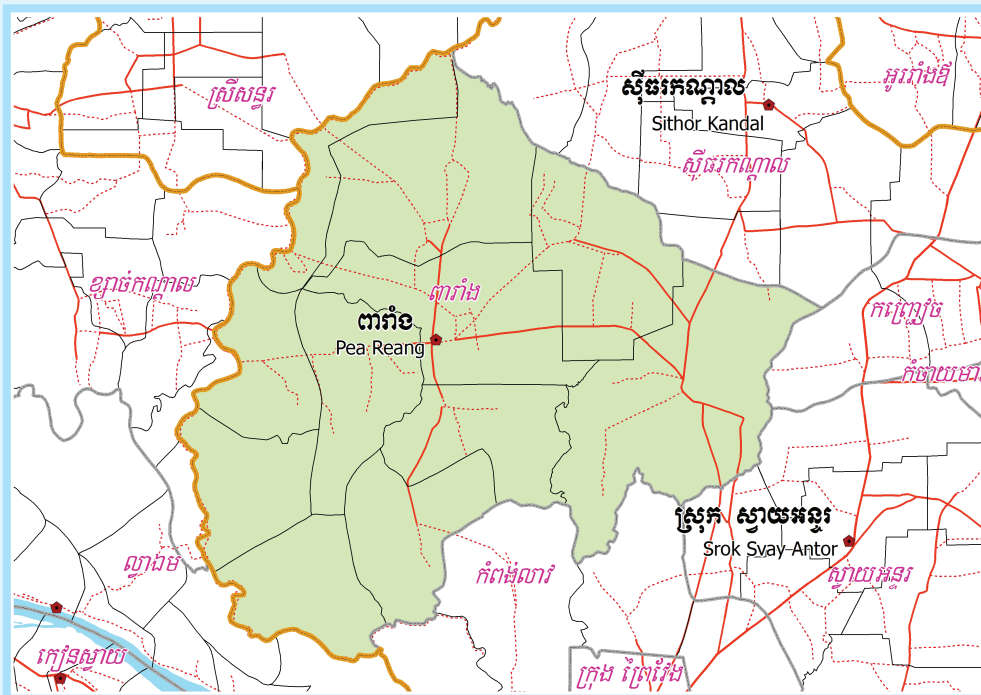 ស៊ីធរកណ្ដាល
Sithor Kandal
ស្រីសន្ធរ
អូររាំងឪ
ស៊ីធរកណ្ដាល
ខ្សាច់កណ្ដាល
ពារាំង
ពារាំង
Pea Reang
កញ្ជ្រៀច
កំចាយមារ
ស្រុក ស្វាយអន្ទរ
Srok Svay Antor
ល្វាឯម
កំពង់លាវ
ស្វាយអន្ទរ
កៀនស្វាយ
ក្រុង ព្រៃវែង